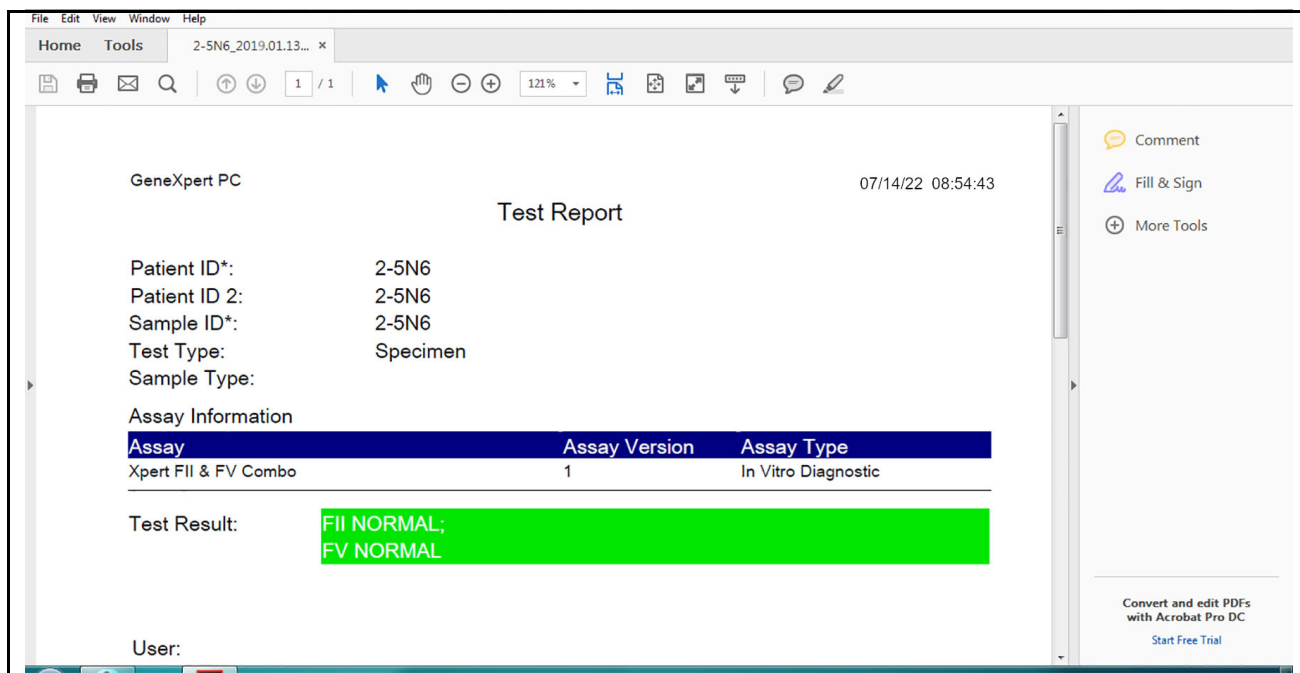 File Edit View Window Help
Home Tools 2-5N6_2019.01.13... ×
1 / 1 121%
GeneXpert PC 07/14/22 08:54:43
Test Report
Patient ID*: 2-5N6
Patient ID 2: 2-5N6
Sample ID*: 2-5N6
Test Type: Specimen
Sample Type:
Assay Information
Assay Assay Version Assay Type
Xpert FII & FV Combo 1 In Vitro Diagnostic
Test Result: FII NORMAL;
FV NORMAL
User:
Comment
Fill & Sign
More Tools
Convert and edit PDFs
with Acrobat Pro DC
Start Free Trial